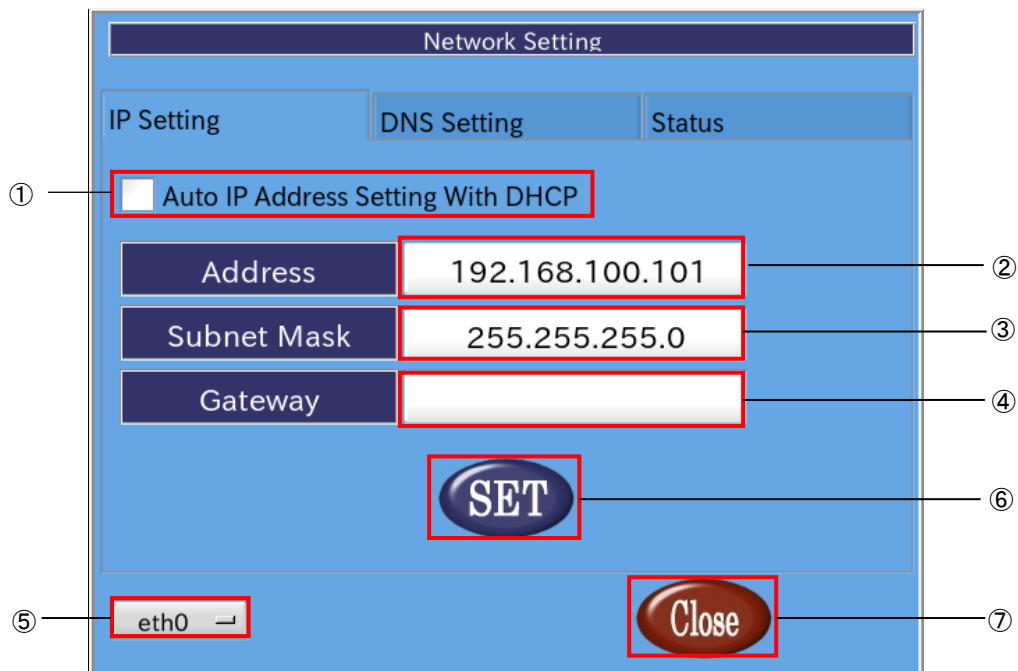 Network Setting
IP Setting DNS Setting Status
① Auto IP Address Setting With DHCP
Address 192.168.100.101 ②
Subnet Mask 255.255.255.0 ③
Gateway ④
SET ⑥
⑤ eth0 Close ⑦